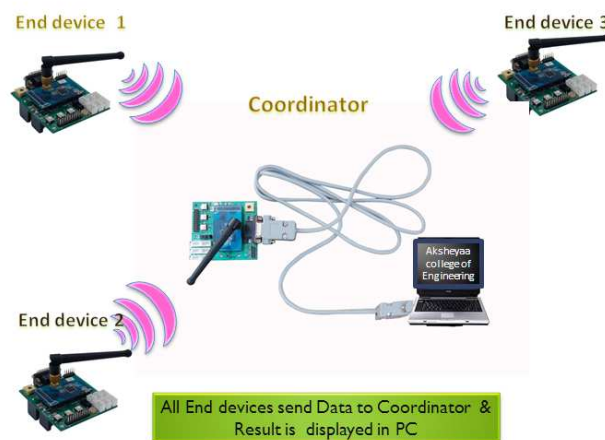 End device 1
End device 3
Coordinator
Aksheyaa
college of
Engineering
End device 2
All End devices send Data to Coordinator &
Result is displayed in PC